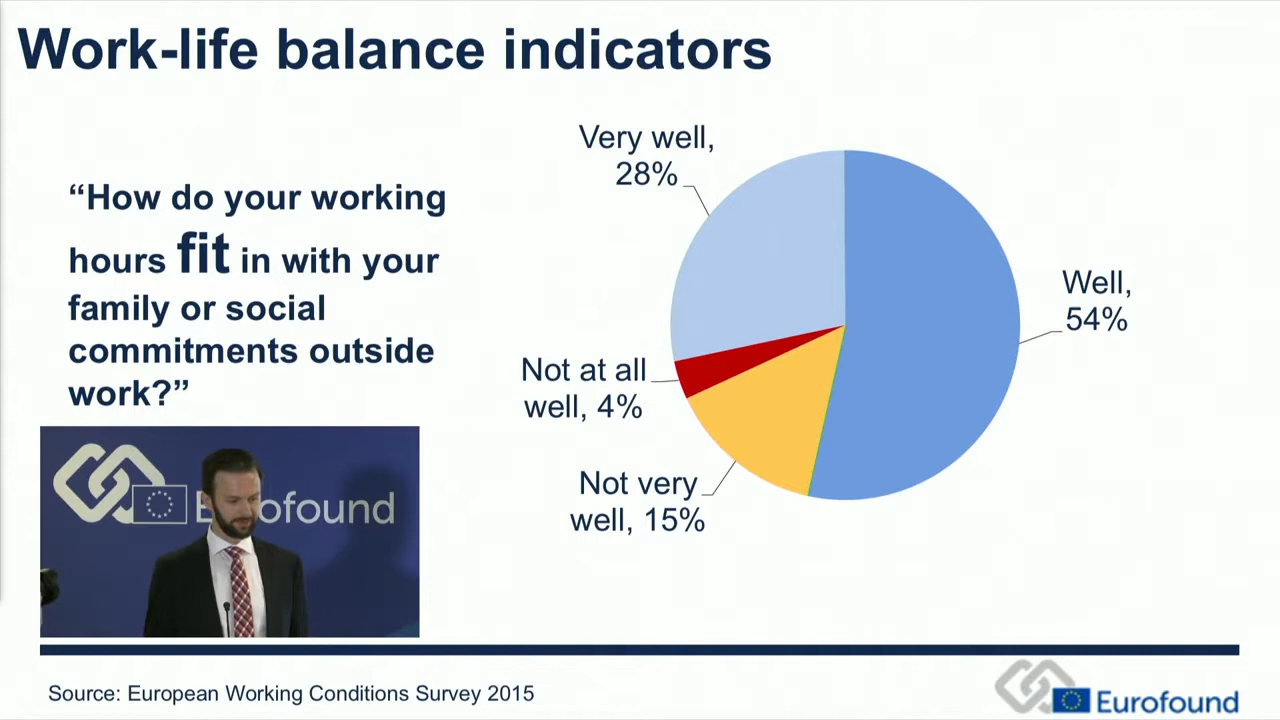 Work-life balance indicators
“How do your working
hours fit in with your
family or social
commitments outside
work?”
Very well,
28%
Well,
54%
Not at all
well, 4%
Not very
well, 15%
E ofound
Source: European Working Conditions Survey 2015
Eurofound